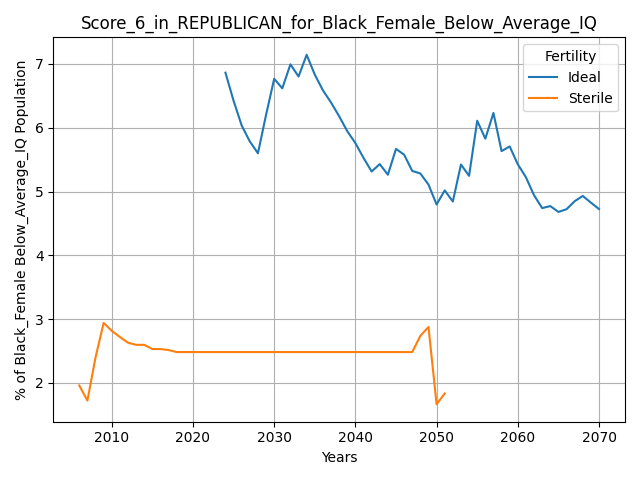 Score_6_in_REPUBLICAN_for_Black_Female_Below_Average_IQ
% of Black_Female Below_Average_IQ Population
7
6
5
4
3
2
Fertility
Ideal
Sterile
2010
2020
2030
2040
2050
2060
2070
Years